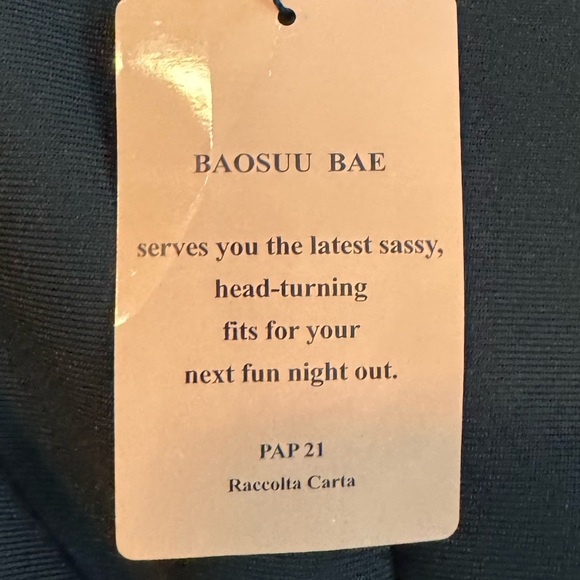 BAOSUU BAE
serves you the latest sassy,
head-turning
fits for your
next fun night out.
PAP 21
Raccolta Carta